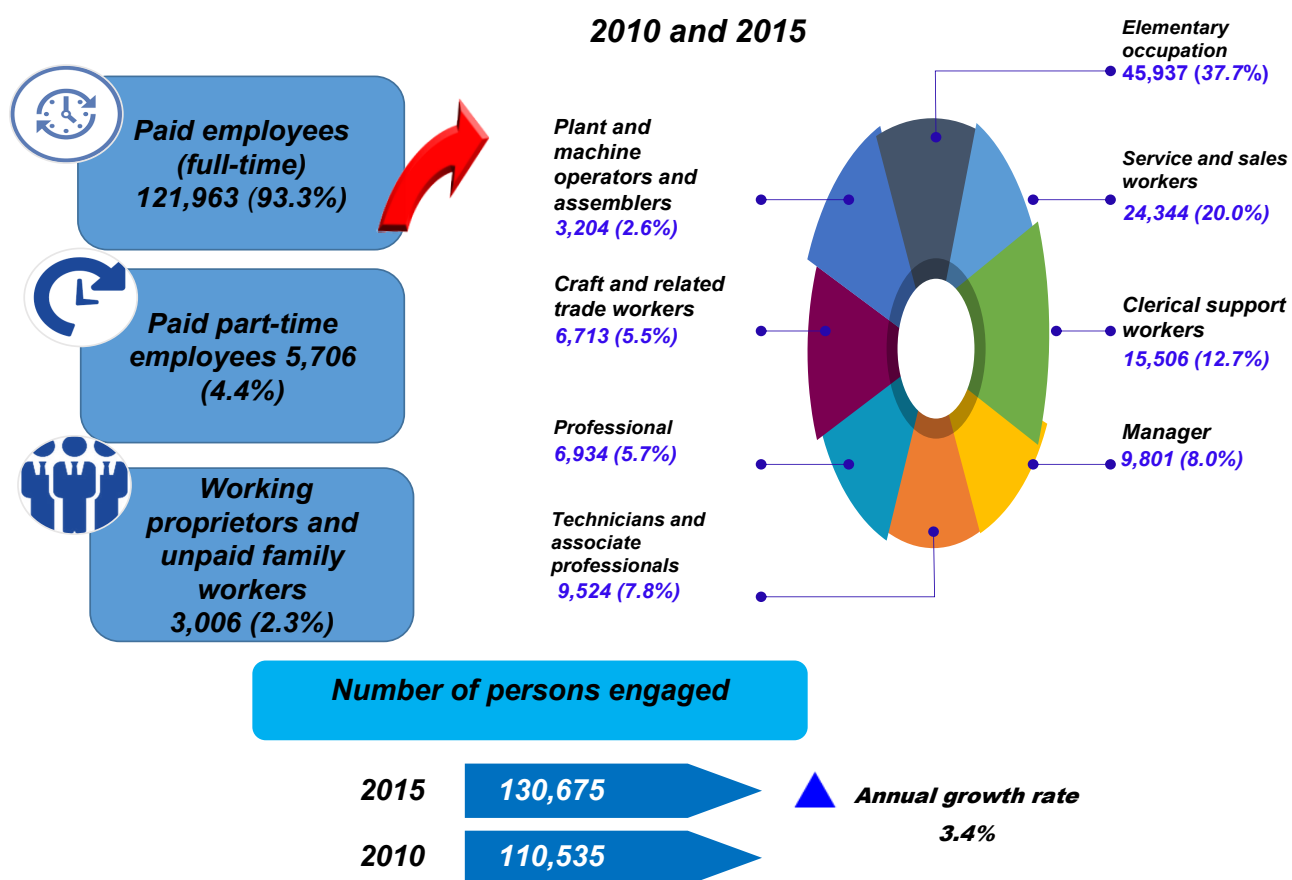 2010 and 2015
Paid employees
(full-time)
121,963 (93.3%)
Paid part-time
employees 5,706
(4.4%)
Working
proprietors and
unpaid family
workers
3,006 (2.3%)
Plant and
machine
operators and
assemblers
3,204 (2.6%)
Craft and related
trade workers
6,713 (5.5%)
Professional
6,934 (5.7%)
Technicians and
associate
professionals
9,524 (7.8%)
Elementary
occupation
45,937 (37.7%)
Service and sales
workers
24,344 (20.0%)
Clerical support
workers
15,506 (12.7%)
Manager
9,801 (8.0%)
Number of persons engaged
2015 130,675
2010 110,535
Annual growth rate
3.4%